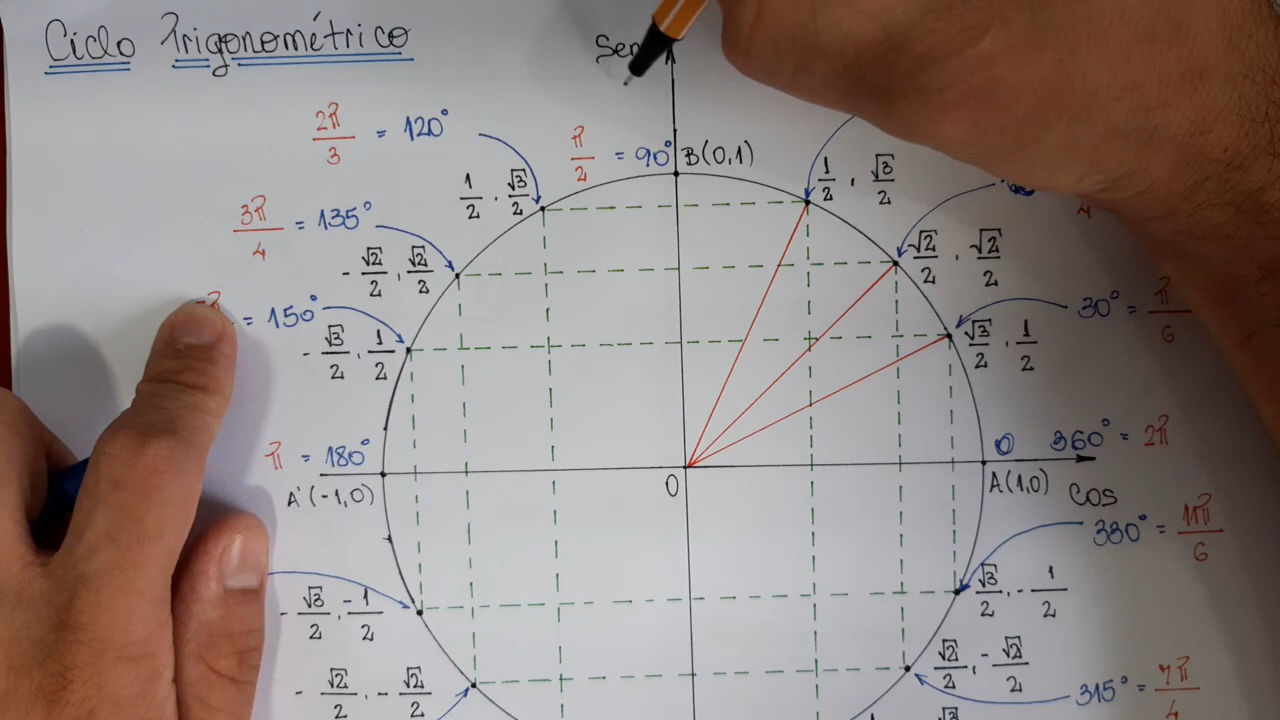 Ciclo Trigonométrico
Sen
2π/3 = 120°
π/2 = 90°
B(0,1)
1/2 , √3/2
1/2 , √3/2
3π/4 = 135°
-√2/2 , √2/2
√2/2 , √2/2
4
= 150°
-√3/2 , 1/2
30° = π/6
√3/2 , 1/2
π = 180°
0 360° = 2π
A'(-1,0)
0
A(1,0)
cos
330° = 11π/6
-√3/2 , -1/2
√3/2 , -1/2
-√2/2 , -√2/2
√2/2 , -√2/2
315° = 7π/4
1
√3